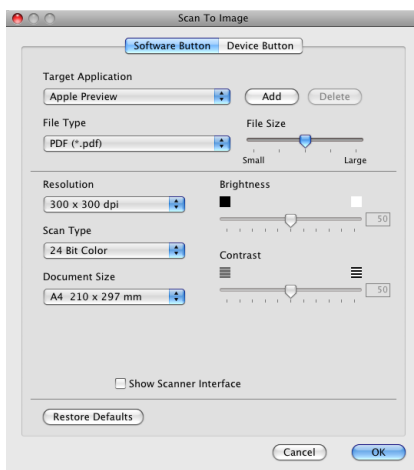 Scan To Image
Software Button Device Button
Target Application
Apple Preview Add Delete
File Type File Size
PDF (*.pdf)
Small Large
Resolution Brightness
300 x 300 dpi
50
Scan Type
24 Bit Color
Contrast
Document Size
A4 210 x 297 mm 50
Show Scanner Interface
Restore Defaults
Cancel OK